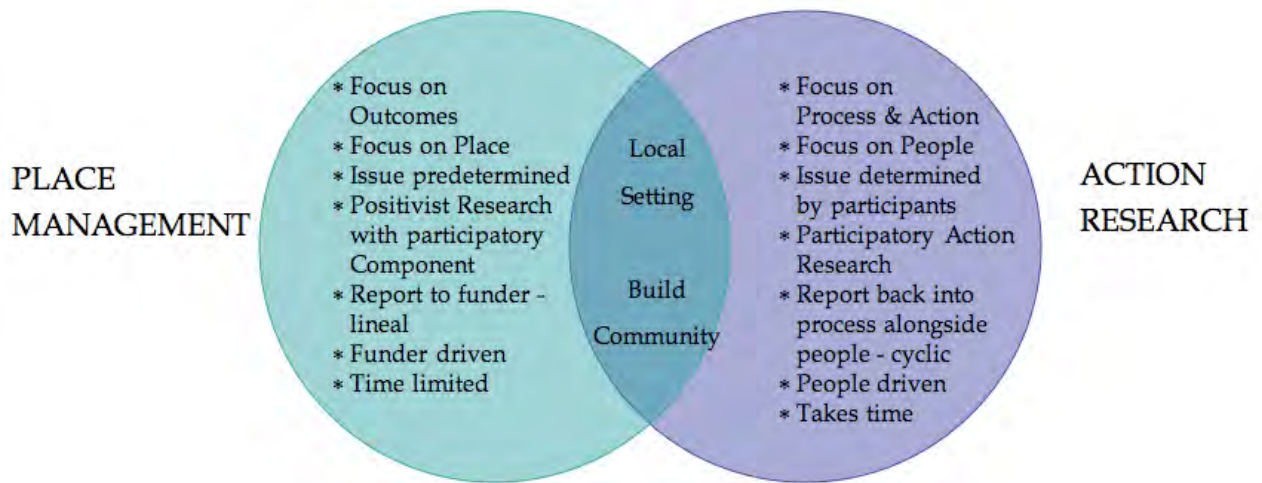 PLACE
MANAGEMENT
* Focus on
Outcomes
* Focus on Place
* Issue predetermined
* Positivist Research
with participatory
Component
* Report to funder -
lineal
* Funder driven
* Time limited
Local
Setting
Build
Community
* Focus on
Process & Action
* Focus on People
* Issue determined
by participants
* Participatory Action
Research
* Report back into
process alongside
people - cyclic
* People driven
* Takes time
ACTION
RESEARCH